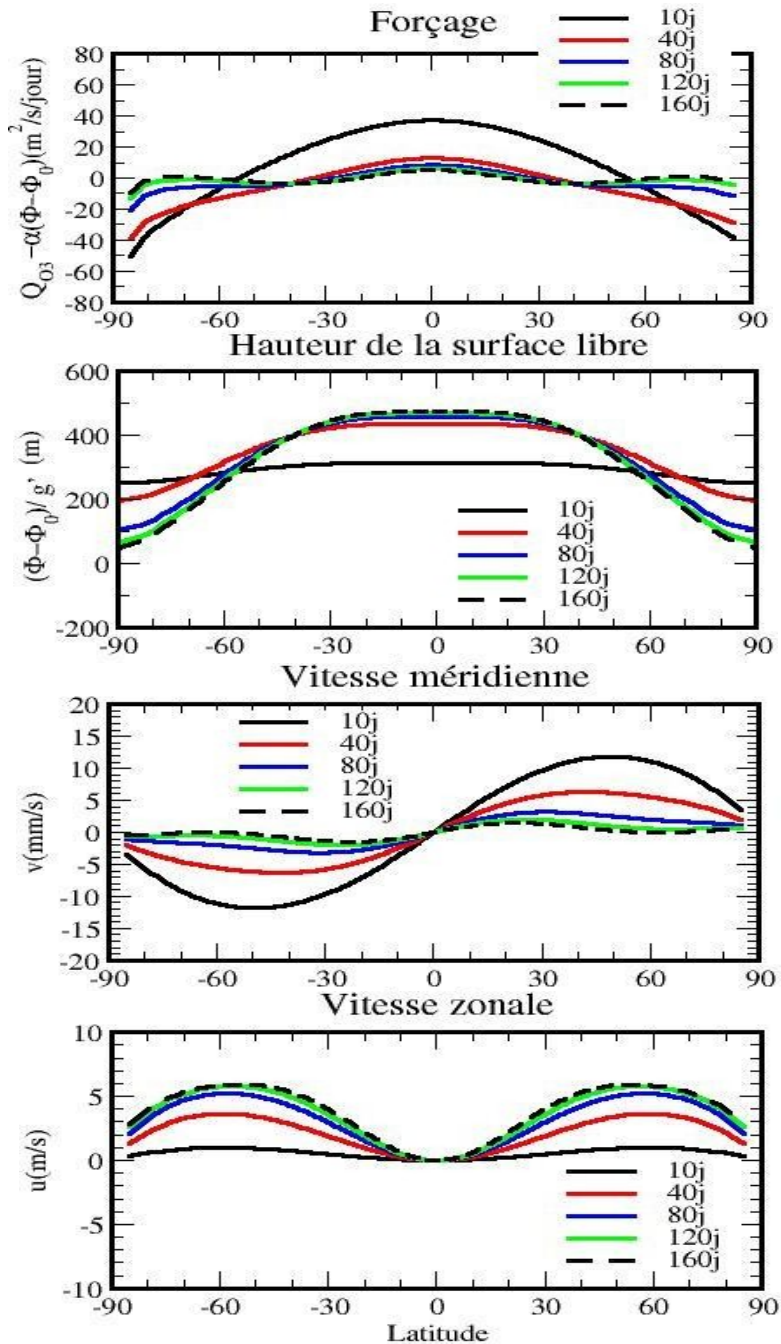 Forçage
10j
40j
80j
120j
160j
Q_O3 −α(Φ−Φ_0)(m^2/s/jour)
80
60
40
20
0
-20
-40
-60
-80
-90 -60 -30 0 30 60 90
Hauteur de la surface libre
(Φ−Φ_0)/g' (m)
600
400
200
0
-200
10j
40j
80j
120j
160j
-90 -60 -30 0 30 60 90
Vitesse méridienne
v(mm/s)
20
15
10
5
0
-5
-10
-15
-20
10j
40j
80j
120j
160j
-90 -60 -30 0 30 60 90
Vitesse zonale
u(m/s)
10
5
0
-5
-10
10j
40j
80j
120j
160j
-90 -60 -30 0 30 60 90
Latitude